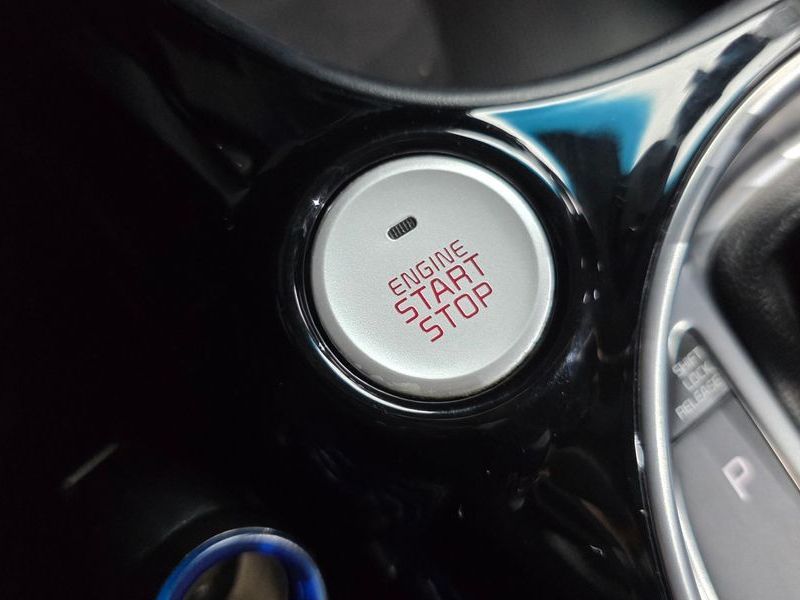 ENGINE
START
STOP
SHIFT
LOCK
RELEASE
P